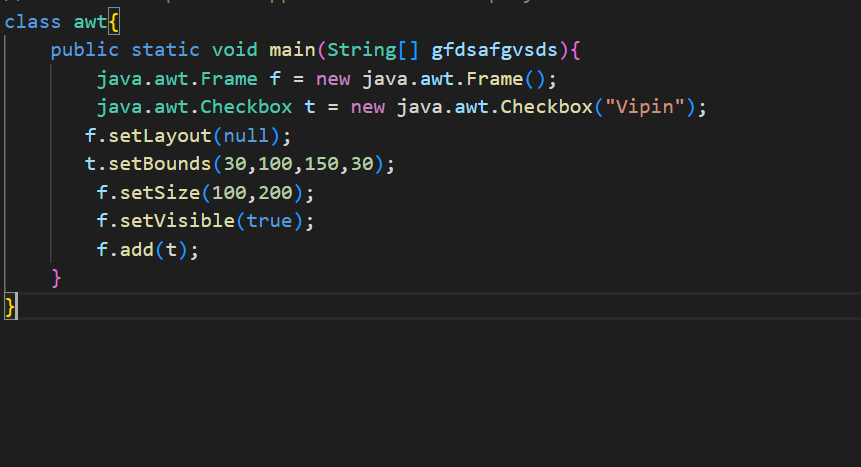 class awt{
    public static void main(String[] gfdsafgvsds){
        java.awt.Frame f = new java.awt.Frame();
        java.awt.Checkbox t = new java.awt.Checkbox("Vipin");
       f.setLayout(null);
       t.setBounds(30,100,150,30);
        f.setSize(100,200);
        f.setVisible(true);
        f.add(t);
    }
}